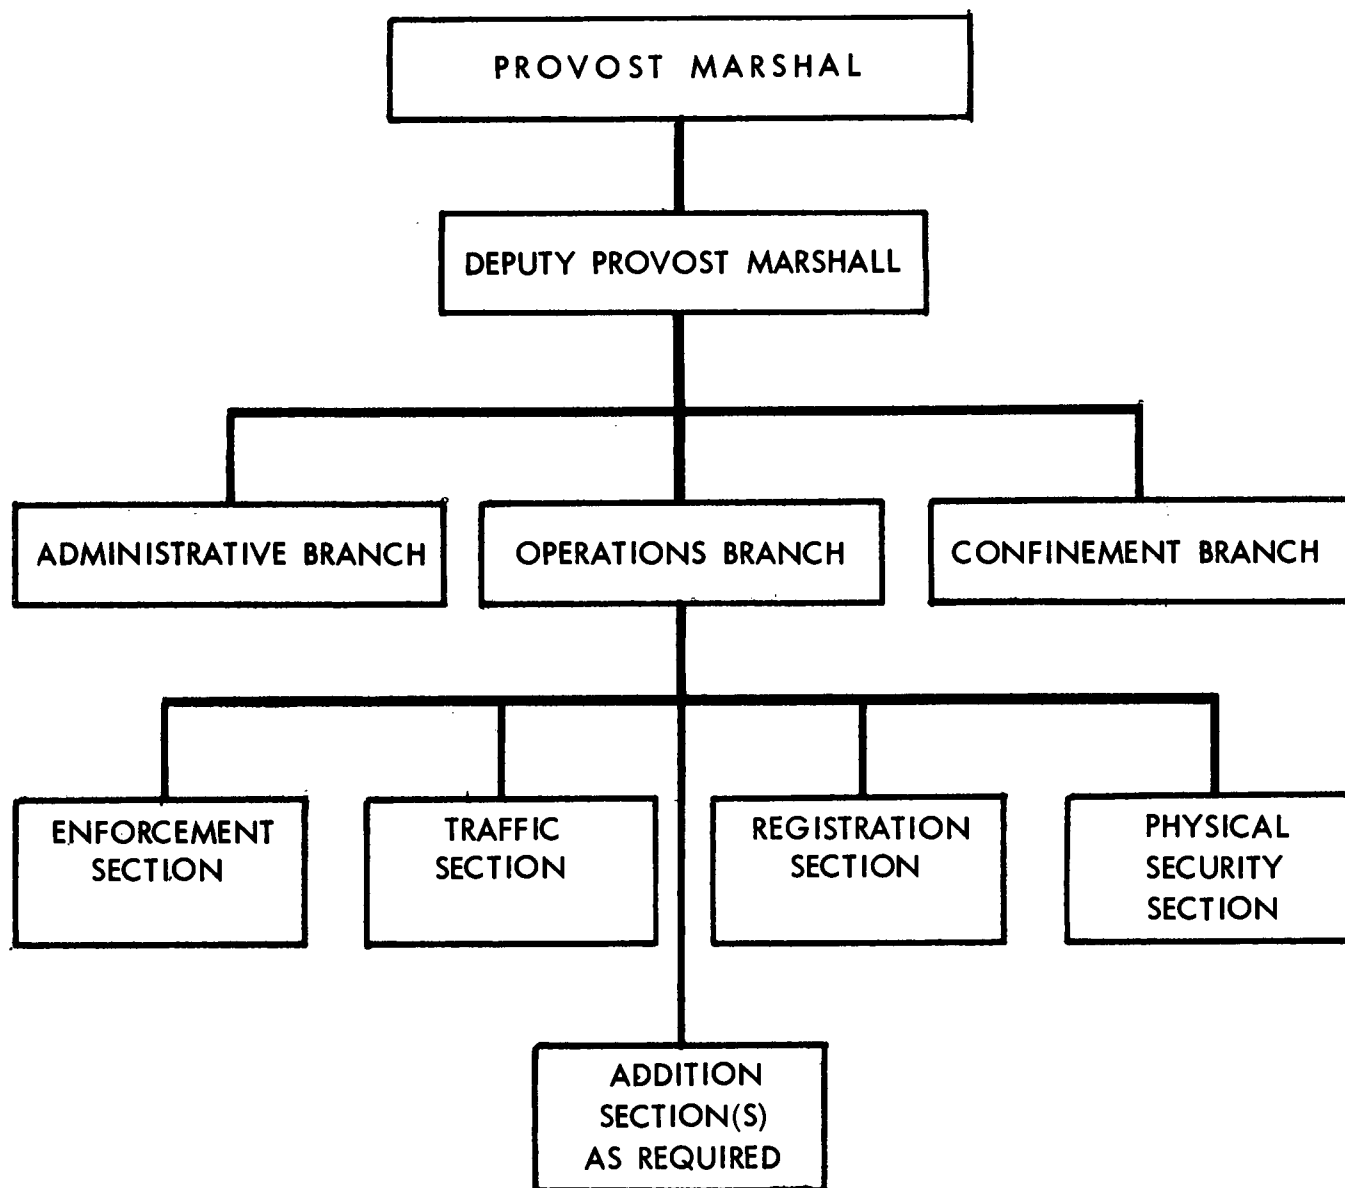 PROVOST MARSHAL
DEPUTY PROVOST MARSHALL
ADMINISTRATIVE BRANCH
OPERATIONS BRANCH
CONFINEMENT BRANCH
ENFORCEMENT
SECTION
TRAFFIC
SECTION
REGISTRATION
SECTION
PHYSICAL
SECURITY
SECTION
ADDITION
SECTION(S)
AS REQUIRED